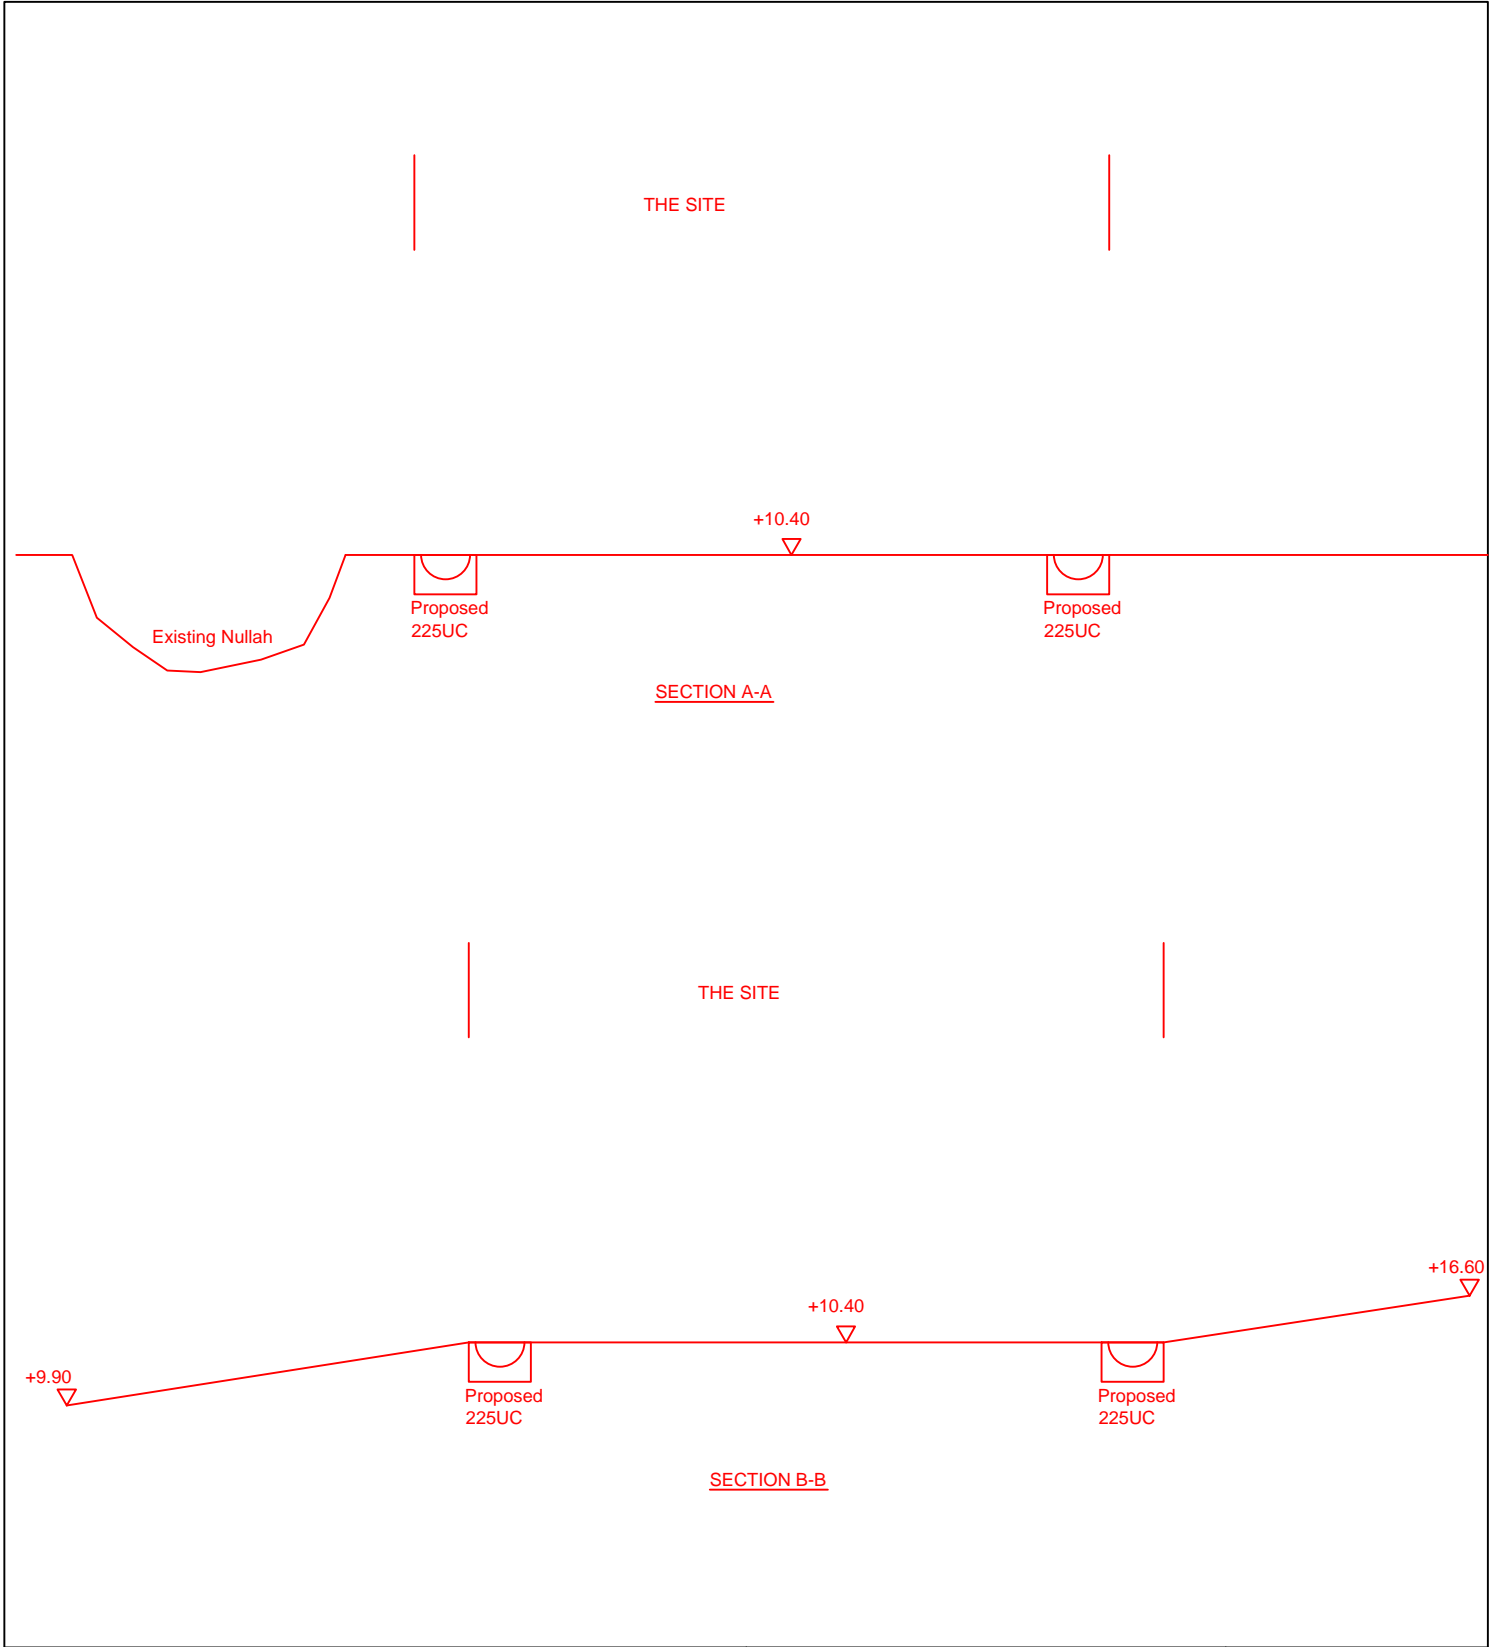 THE SITE
+10.40
Proposed
225UC
Proposed
225UC
Existing Nullah
SECTION A-A
THE SITE
+16.60
+10.40
+9.90
Proposed
225UC
Proposed
225UC
SECTION B-B